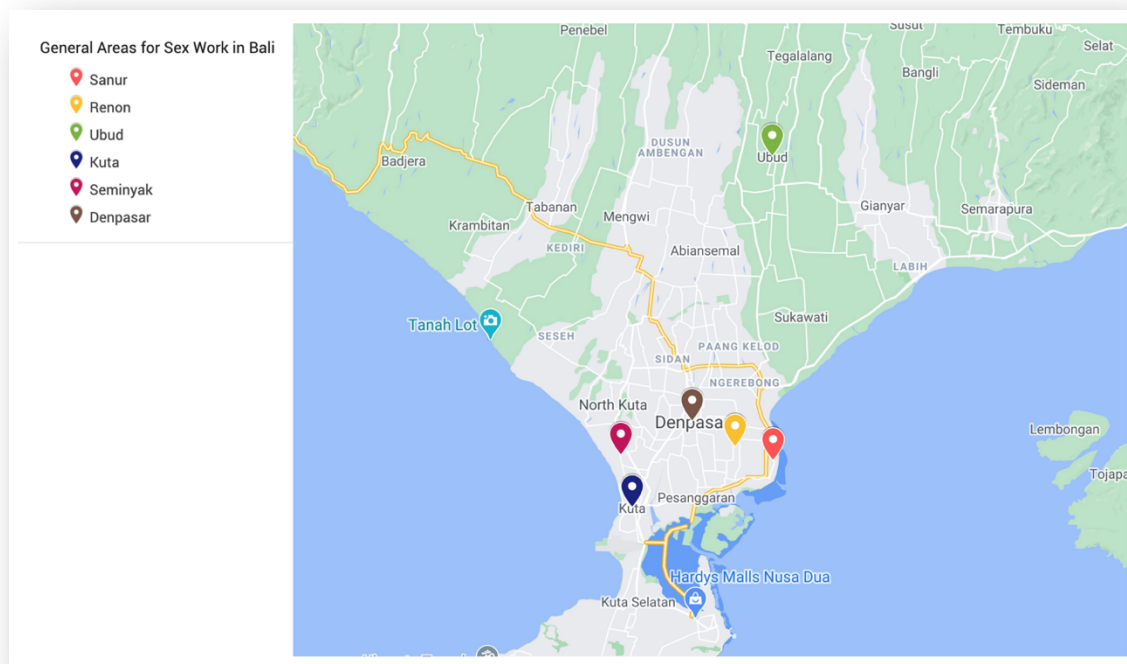 General Areas for Sex Work in Bali
Sanur
Renon
Ubud
Kuta
Seminyak
Denpasar
Penebel
Susut
Tembuku
Selat
Tegalalang
Bangli
Sideman
DUSUN
AMBENGAN
Badjera
Ubud
Tabanan
Mengwi
Gianyar
Semarapura
Krambitan
KEDIRI
Abiansemal
LABIH
Tanah Lot
SESEH
Sukawati
PAANG KELOD
SIDAN
NGEREBONG
North Kuta
Denpasa
Lembongan
Tojapa
Pesanggaran
Kuta
Hardys Malls Nusa Dua
Kuta Selatan